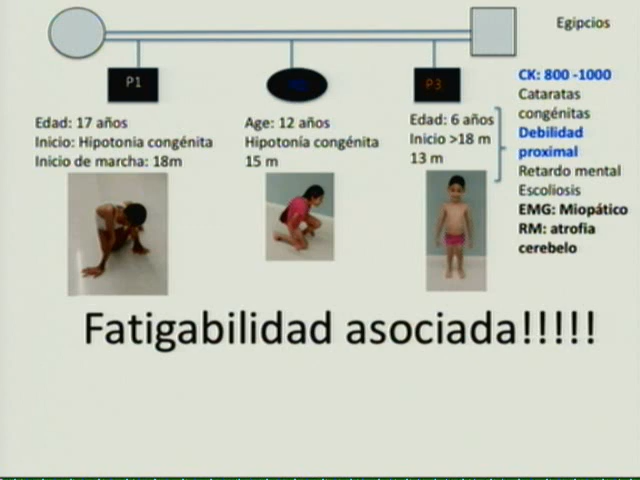 Egipcios
P1
P3
Edad: 17 años
Inicio: Hipotonia congénita
Inicio de marcha: 18m
Age: 12 años
Hipotonía congénita
15 m
Edad: 6 años
Inicio >18 m
13 m
CK: 800 -1000
Cataratas
congénitas
Debilidad
proximal
Retardo mental
Escoliosis
EMG: Miopático
RM: atrofia
cerebelo
Fatigabilidad asociada!!!!!